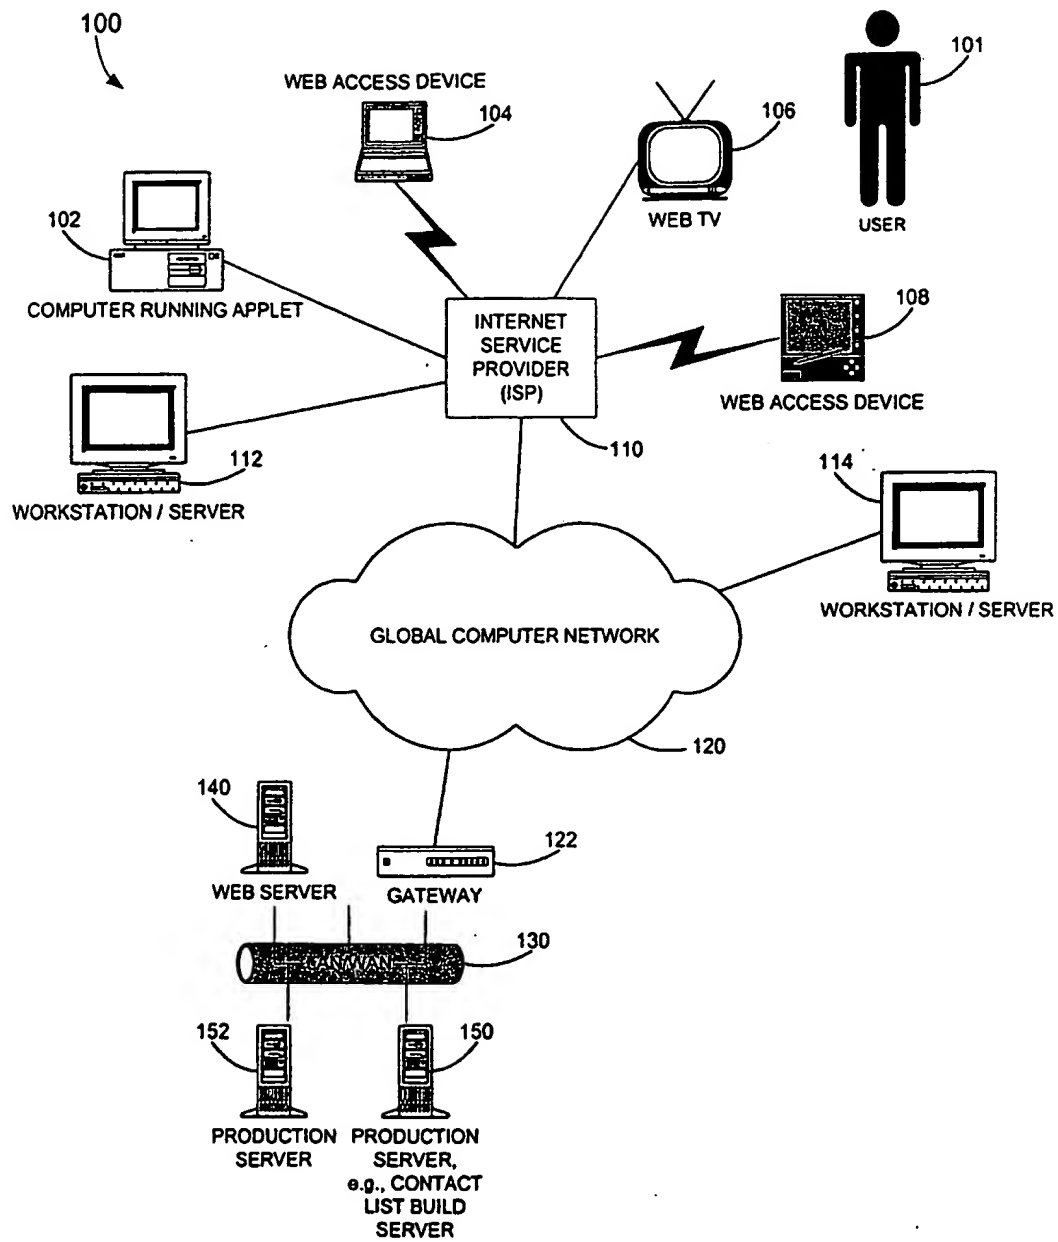 100
101
WEB ACCESS DEVICE
104
106
WEB TV
USER
102
COMPUTER RUNNING APPLET
INTERNET
SERVICE
PROVIDER
(ISP)
108
WEB ACCESS DEVICE
110
112
WORKSTATION / SERVER
114
WORKSTATION / SERVER
GLOBAL COMPUTER NETWORK
120
140
WEB SERVER
122
GATEWAY
LAN/WAN
130
152
150
PRODUCTION
SERVER
PRODUCTION
SERVER,
e.g., CONTACT
LIST BUILD
SERVER